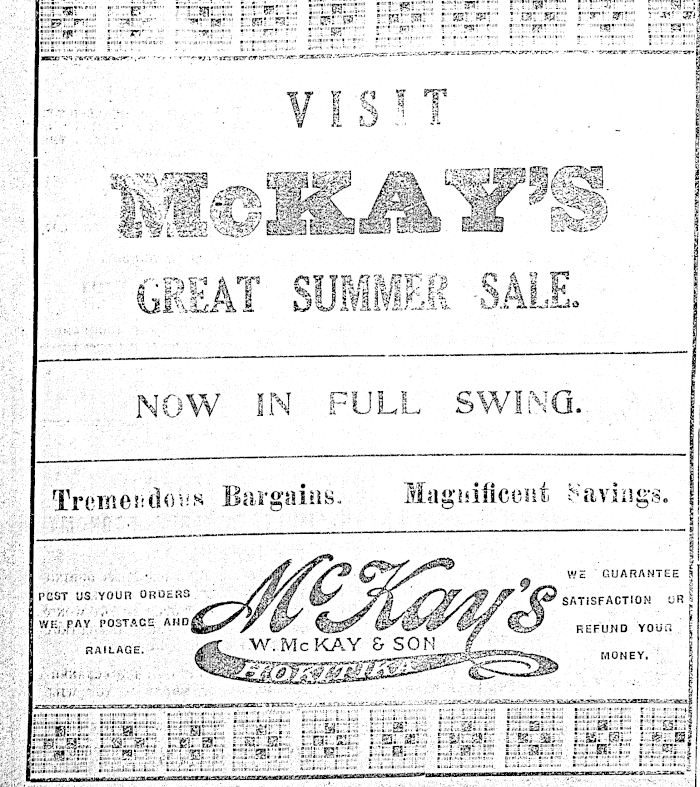 VISIT
McKAY'S
GREAT SUMMER SALE.
NOW IN FULL SWING.
Tremendous Bargains. Magnificent Savings.
POST US YOUR ORDERS
WE PAY POSTAGE AND
RAILAGE.
McKay's
W. McKAY & SON
HOKITIKA
WE GUARANTEE
SATISFACTION OR
REFUND YOUR
MONEY.